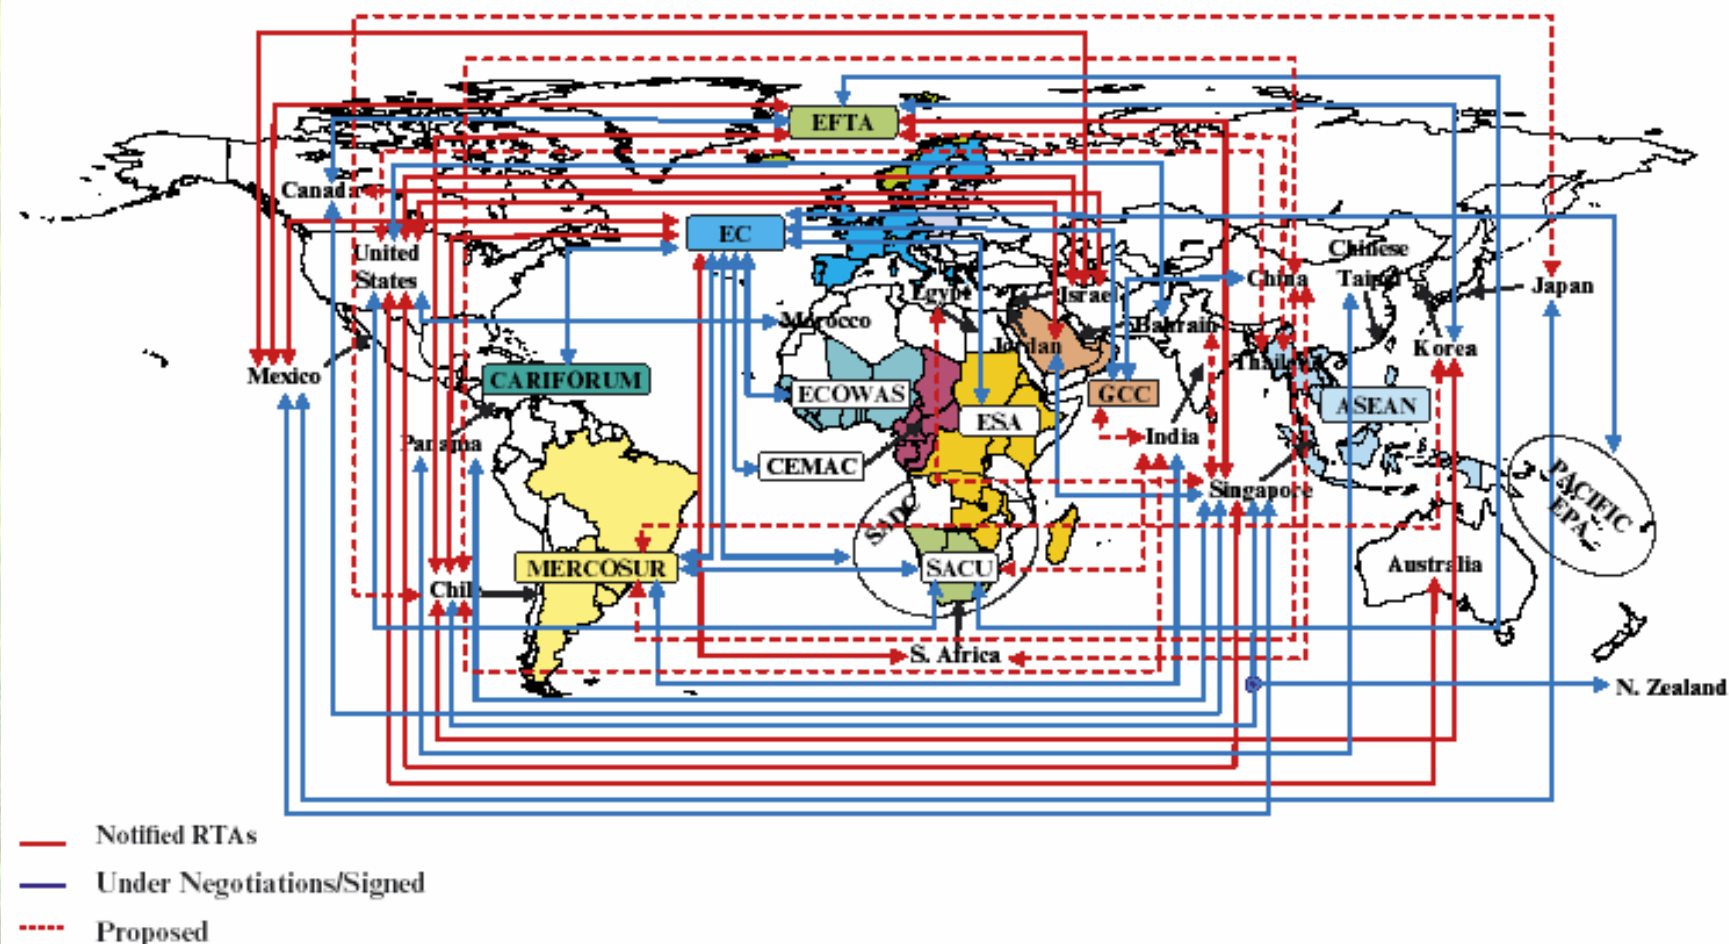 EFTA
Canada
EC
United
States
Chinese
Taipei
China
Japan
Egypt
Israel
Morocco
Bahrain
Jordan
Korea
Mexico
CARIFORUM
ECOWAS
GCC
ASEAN
ESA
Panama
India
CEMAC
Singapore
PACIFIC
EPA
SADC
MERCOSUR
SACU
Australia
Chile
S. Africa
N. Zealand
Notified RTAs
Under Negotiations/Signed
Proposed